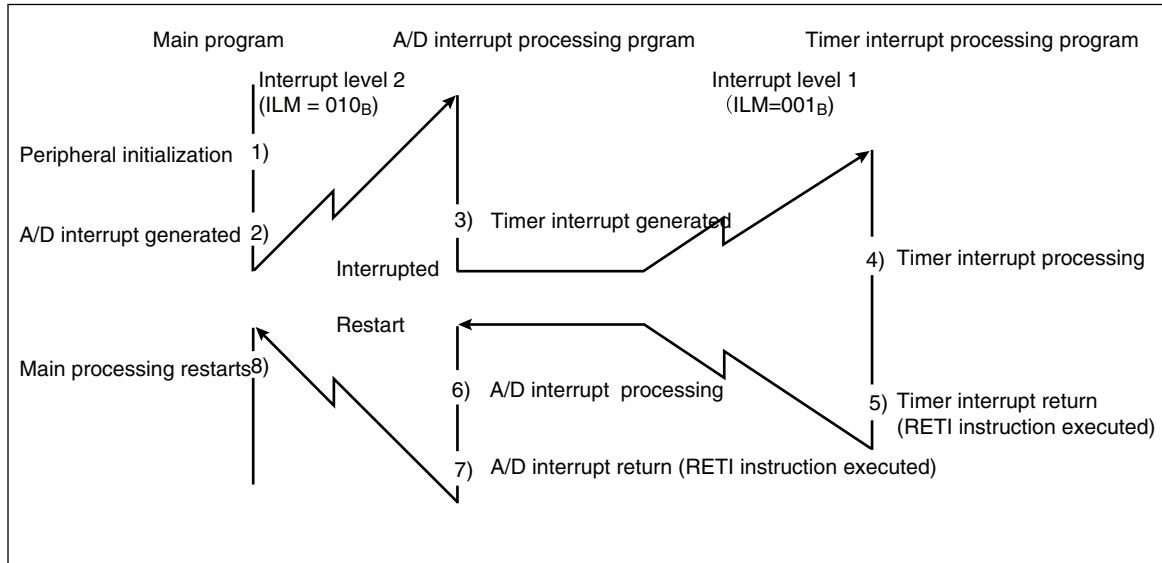 Main program
A/D interrupt processing prgram
Timer interrupt processing program
Interrupt level 2
(ILM = 010B)
Interrupt level 1
(ILM=001B)
Peripheral initialization
1)
A/D interrupt generated
2)
3) Timer interrupt generated
Interrupted
4) Timer interrupt processing
Restart
Main processing restarts
8)
6) A/D interrupt processing
5) Timer interrupt return
(RETI instruction executed)
7) A/D interrupt return (RETI instruction executed)